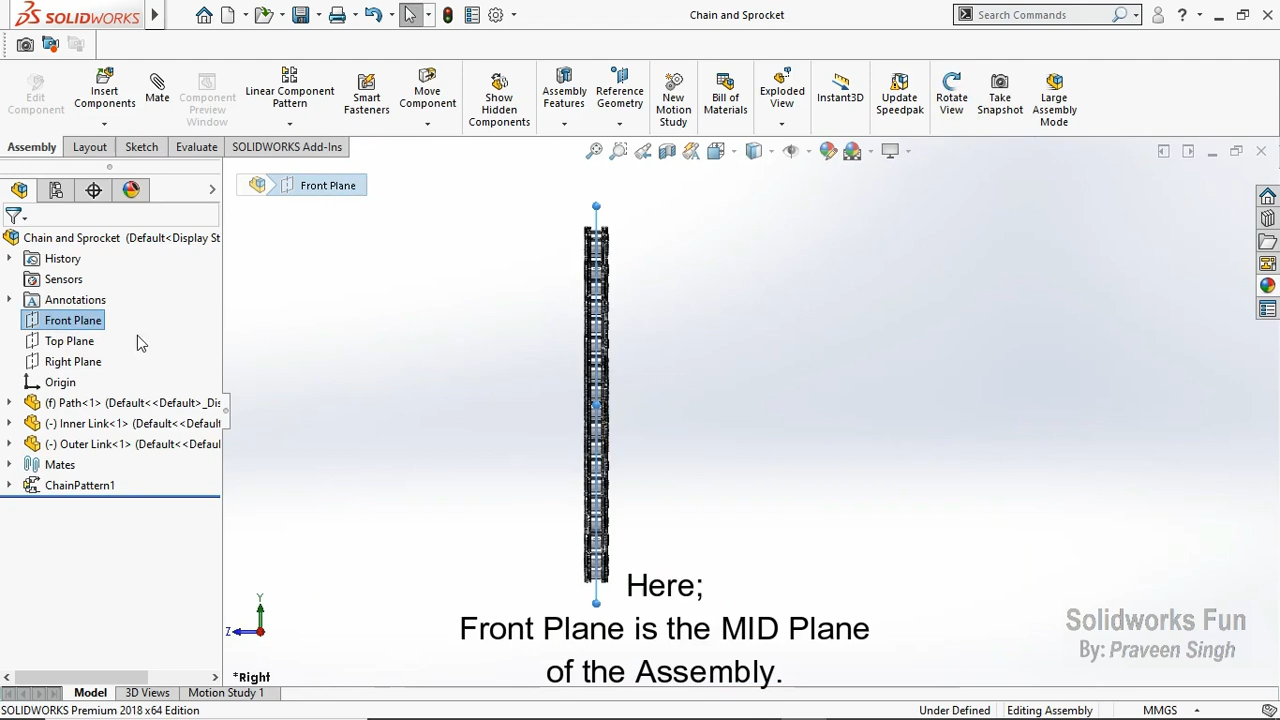 SOLIDWORKS
Chain and Sprocket
Search Commands
Edit Component
Insert Components
Mate
Component Preview Window
Linear Component Pattern
Smart Fasteners
Move Component
Show Hidden Components
Assembly Features
Reference Geometry
New Motion Study
Bill of Materials
Exploded View
Instant3D
Update Speedpak
Rotate View
Take Snapshot
Large Assembly Mode
Assembly
Layout
Sketch
Evaluate
SOLIDWORKS Add-Ins
Front Plane
Chain and Sprocket (Default<Display St
History
Sensors
Annotations
Front Plane
Top Plane
Right Plane
Origin
(f) Path<1> (Default<<Default>_Dis
(-) Inner Link<1> (Default<<Defaul
(-) Outer Link<1> (Default<<Defaul
Mates
ChainPattern1
Here;
Front Plane is the MID Plane
of the Assembly.
Y
Z
*Right
Solidworks Fun
By: Praveen Singh
Model
3D Views
Motion Study 1
SOLIDWORKS Premium 2018 x64 Edition
Under Defined
Editing Assembly
MMGS